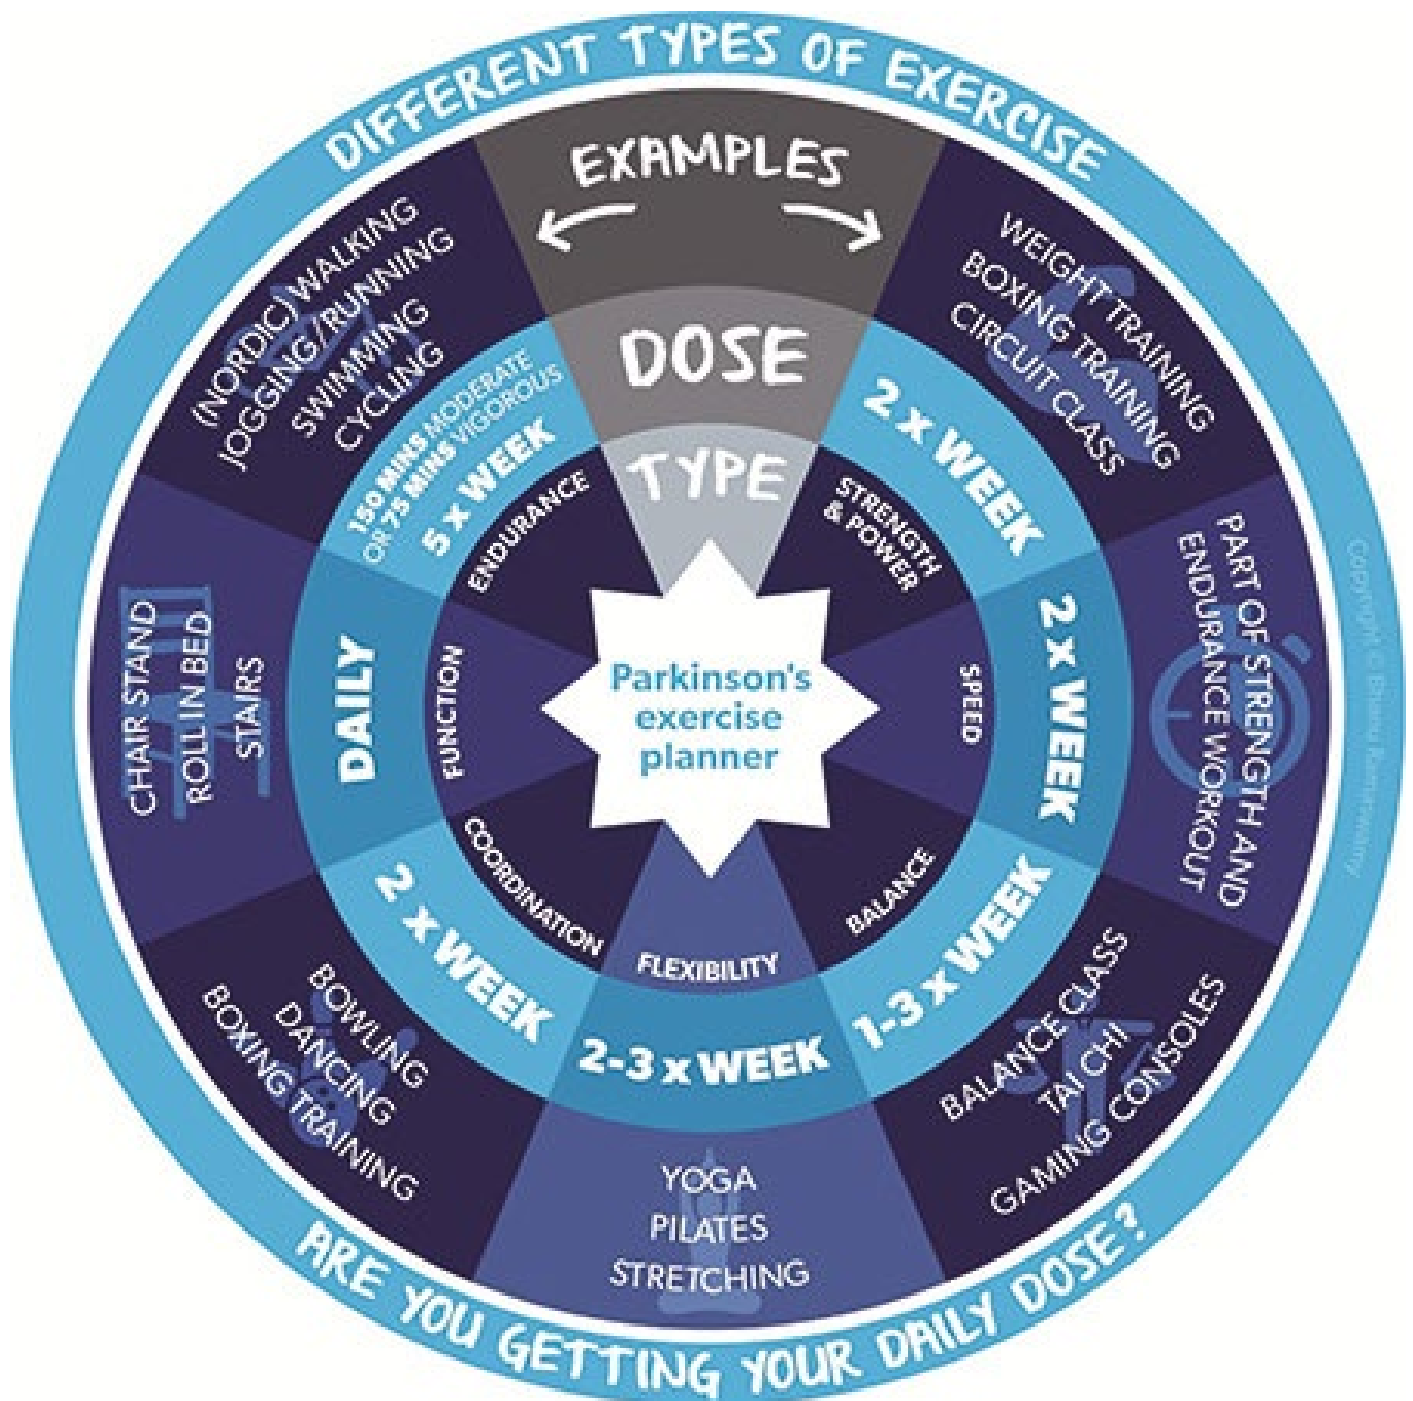 DIFFERENT TYPES OF EXERCISE
EXAMPLES
DOSE
TYPE
Parkinson's
exercise
planner
WEIGHT TRAINING
BOXING TRAINING
CIRCUIT CLASS
2 x WEEK
STRENGTH
& POWER
PART OF STRENGTH AND
ENDURANCE WORKOUT
2 x WEEK
SPEED
BALANCE CLASS
TAI CHI
GAMING CONSOLES
1-3 x WEEK
BALANCE
FLEXIBILITY
2-3 x WEEK
YOGA
PILATES
STRETCHING
COORDINATION
2 x WEEK
BOWLING
DANCING
BOXING TRAINING
FUNCTION
DAILY
CHAIR STAND
ROLL IN BED
STAIRS
(NORDIC) WALKING
JOGGING/RUNNING
SWIMMING
CYCLING
150 MINS MODERATE
OR 75 MINS VIGOROUS
5 x WEEK
ENDURANCE
ARE YOU GETTING YOUR DAILY DOSE?
Copyright ©